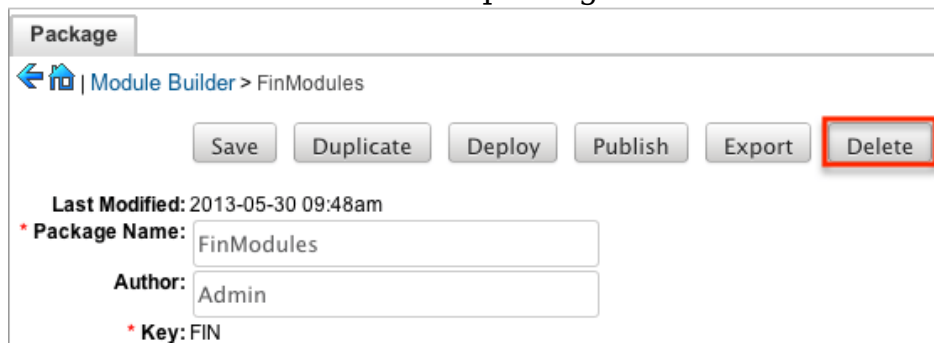 Package
| Module Builder > FinModules
Save Duplicate Deploy Publish Export Delete
Last Modified: 2013-05-30 09:48am
* Package Name: FinModules
Author: Admin
* Key: FIN